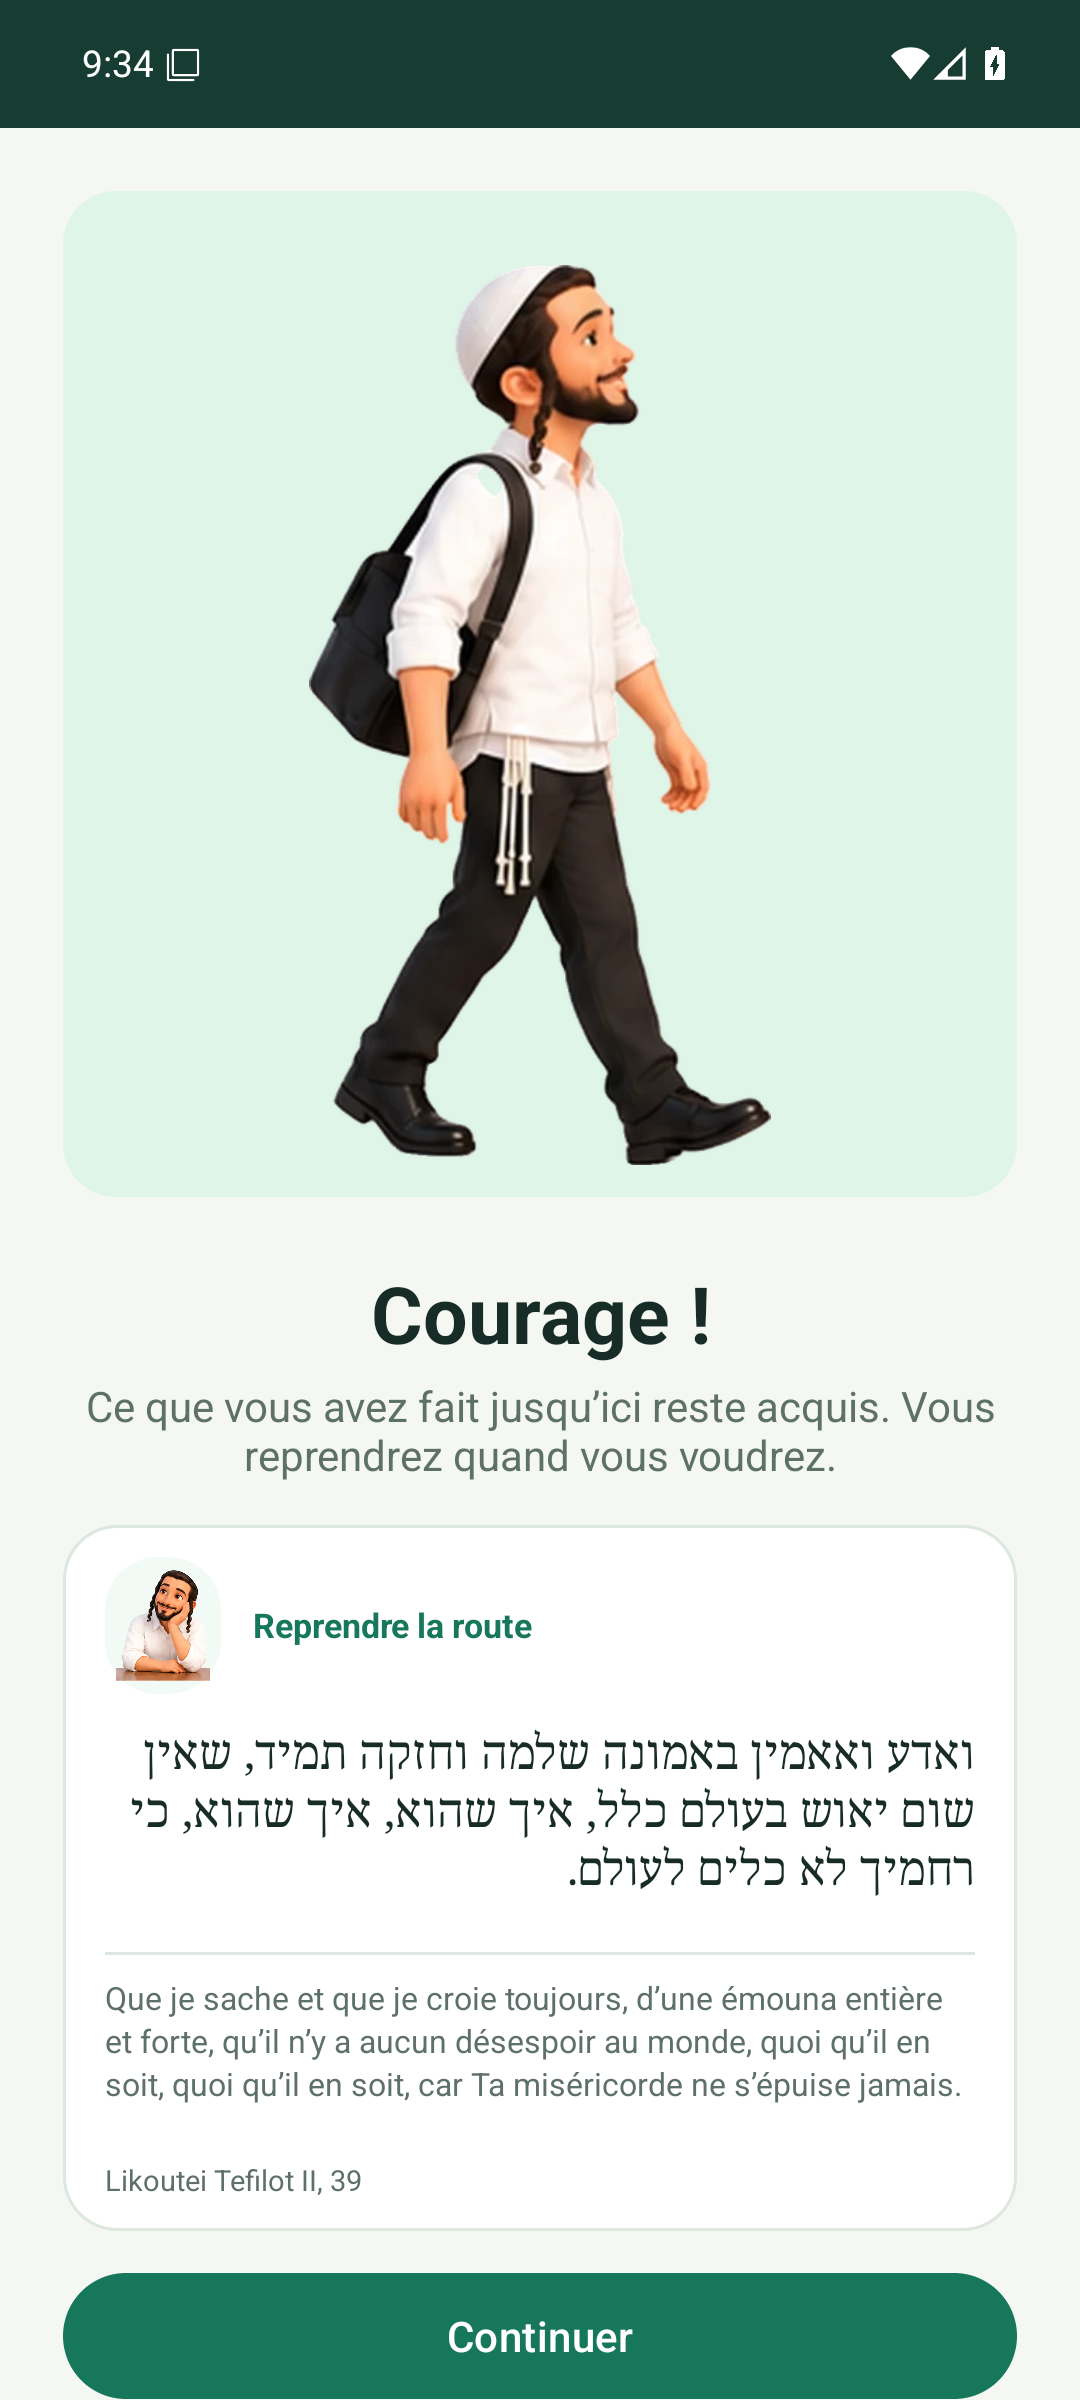 9:34
Courage !
Ce que vous avez fait jusqu’ici reste acquis. Vous
reprendrez quand vous voudrez.
Reprendre la route
ואדע ואאמין באמונה שלמה וחזקה תמיד, שאין
שום יאוש בעולם כלל, איך שהוא, איך שהוא, כי
רחמיך לא כלים לעולם.
Que je sache et que je croie toujours, d’une émouna entière
et forte, qu’il n’y a aucun désespoir au monde, quoi qu’il en
soit, quoi qu’il en soit, car Ta miséricorde ne s’épuise jamais.
Likoutei Tefilot II, 39
Continuer